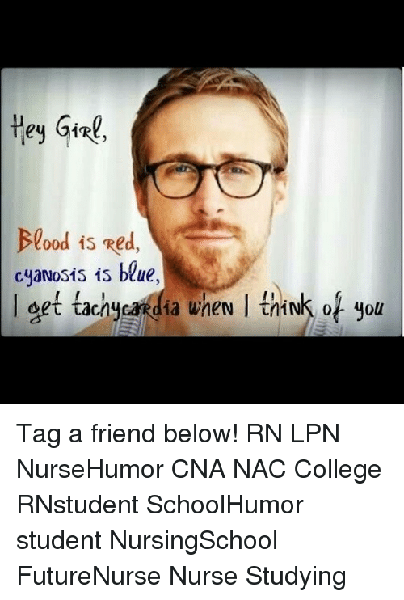 Hey Girl,
Blood is Red,
cyanosis is blue,
I get tachycardia when I think of you
Tag a friend below! RN LPN
NurseHumor CNA NAC College
RNstudent SchoolHumor
student NursingSchool
FutureNurse Nurse Studying